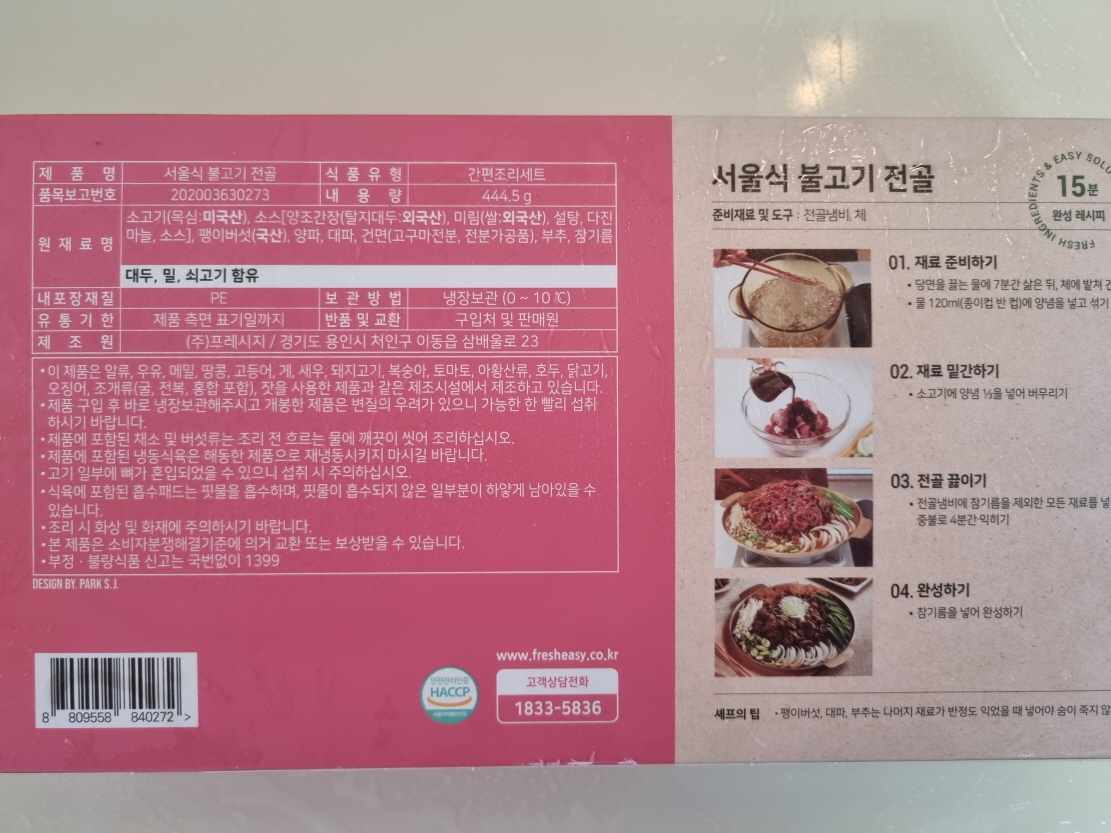 제 품 명 서울식 불고기 전골 식 품 유 형 간편조리세트
품목보고번호 202003630273 내 용 량 444.5 g
원 재 료 명 소고기(목심:미국산), 소스[양조간장(탈지대두:외국산), 미림(쌀:외국산), 설탕, 다진
마늘, 소스], 팽이버섯(국산), 양파, 대파, 건면(고구마전분, 전분가공품), 부추, 참기름
대두, 밀, 쇠고기 함유
내포장재질 PE 보 관 방 법 냉장보관 (0 ~ 10 ℃)
유 통 기 한 제품 측면 표기일까지 반품 및 교환 구입처 및 판매원
제 조 원 (주)프레시지 / 경기도 용인시 처인구 이동읍 삼배울로 23
• 이 제품은 알류, 우유, 메밀, 땅콩, 고등어, 게, 새우, 돼지고기, 복숭아, 토마토, 아황산류, 호두, 닭고기,
오징어, 조개류(굴, 전복, 홍합 포함), 잣을 사용한 제품과 같은 제조시설에서 제조하고 있습니다.
• 제품 구입 후 바로 냉장보관해주시고 개봉한 제품은 변질의 우려가 있으니 가능한 한 빨리 섭취
하시기 바랍니다.
• 제품에 포함된 채소 및 버섯류는 조리 전 흐르는 물에 깨끗이 씻어 조리하십시오.
• 제품에 포함된 냉동식육은 해동한 제품으로 재냉동시키지 마시길 바랍니다.
• 고기 일부에 뼈가 혼입되었을 수 있으니 섭취 시 주의하십시오.
• 식육에 포함된 흡수패드는 핏물을 흡수하며, 핏물이 흡수되지 않은 일부분이 하얗게 남아있을 수
있습니다.
• 조리 시 화상 및 화재에 주의하시기 바랍니다.
• 본 제품은 소비자분쟁해결기준에 의거 교환 또는 보상받을 수 있습니다.
• 부정 · 불량식품 신고는 국번없이 1399
DESIGN BY. PARK S. J.
8 809558 840272 >
안전관리인증
HACCP
www.fresheasy.co.kr
고객상담전화
1833-5836
서울식 불고기 전골
준비재료 및 도구 : 전골냄비, 체
FRESH INGREDIENTS & EASY SOLU
15분
완성 레시피
01. 재료 준비하기
• 당면을 끓는 물에 7분간 삶은 뒤, 체에 밭쳐
• 물 120ml(종이컵 반 컵)에 양념을 넣고 섞기
02. 재료 밑간하기
• 소고기에 양념 ⅓을 넣어 버무리기
03. 전골 끓이기
• 전골냄비에 참기름을 제외한 모든 재료를 넣
중불로 4분간 익히기
04. 완성하기
• 참기름을 넣어 완성하기
셰프의 팁 • 팽이버섯, 대파, 부추는 나머지 재료가 반정도 익었을 때 넣어야 숨이 죽지 않